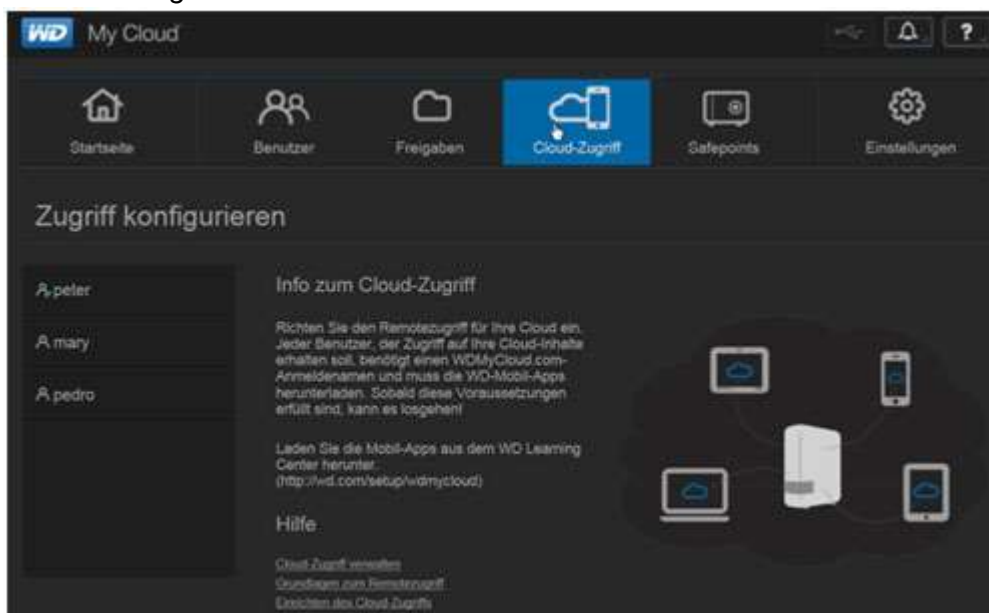 WD My Cloud
?
Startseite
Benutzer
Freigaben
Cloud-Zugriff
Safepoints
Einstellungen
Zugriff konfigurieren
peter
mary
pedro
Info zum Cloud-Zugriff
Richten Sie den Remotezugriff für Ihre Cloud ein.
Jeder Benutzer, der Zugriff auf Ihre Cloud-Inhalte
erhalten soll, benötigt einen WDMyCloud.com-
Anmeldenamen und muss die WD-Mobil-Apps
herunterladen. Sobald diese Voraussetzungen
erfüllt sind, kann es losgehen!
Laden Sie die Mobil-Apps aus dem WD Learning
Center herunter.
(http://wd.com/setup/wdmycloud)
Hilfe
Cloud-Zugriff verwalten
Grundlagen zum Remotezugriff
Einrichten des Cloud-Zugriffs